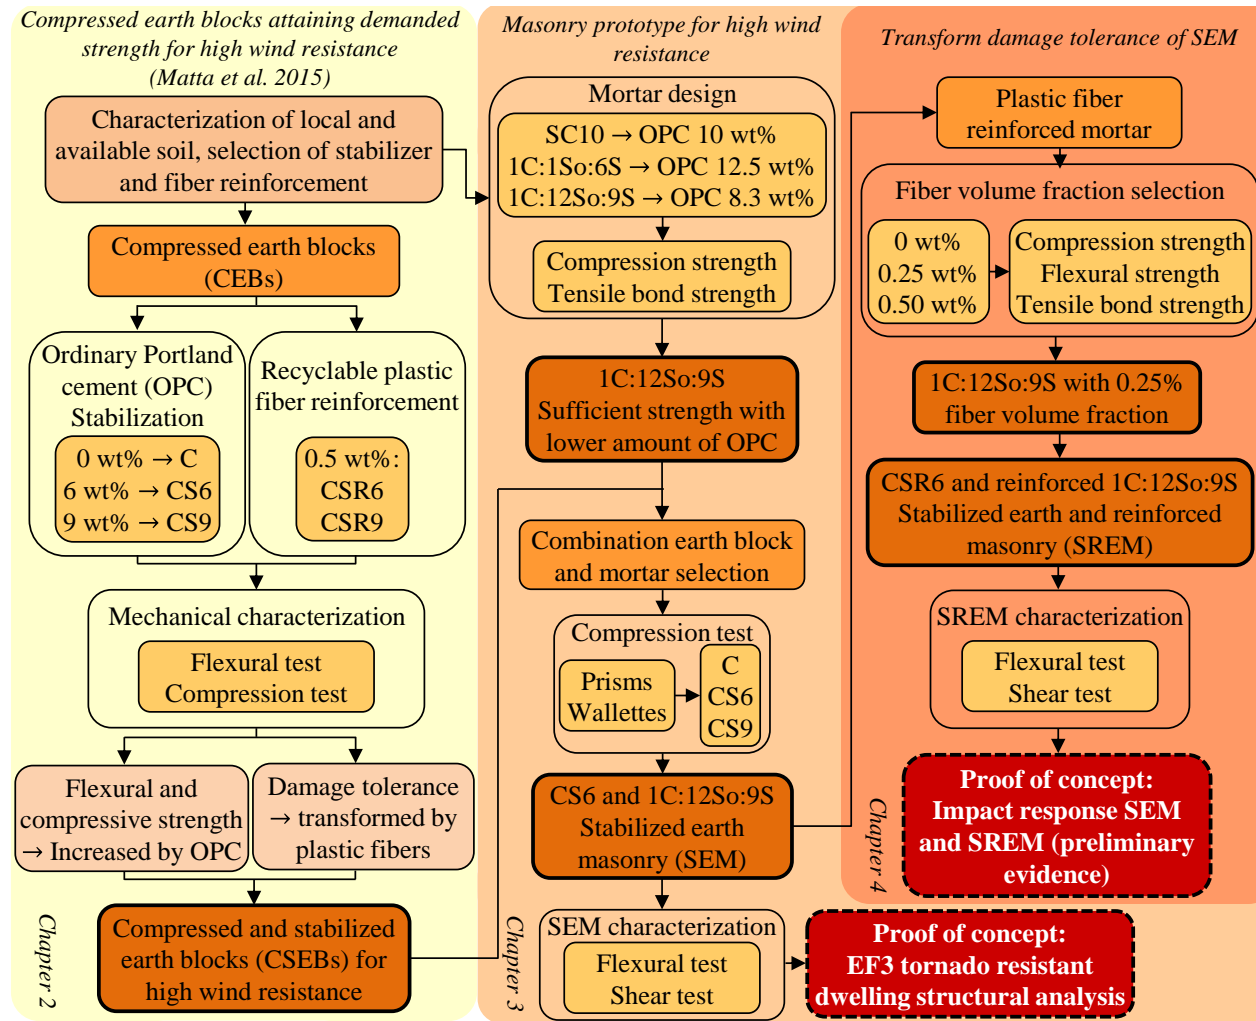 Compressed earth blocks attaining demanded
strength for high wind resistance
(Matta et al. 2015)
Characterization of local and
available soil, selection of stabilizer
and fiber reinforcement
Compressed earth blocks
(CEBs)
Ordinary Portland
cement (OPC)
Stabilization
0 wt% → C
6 wt% → CS6
9 wt% → CS9
Recyclable plastic
fiber reinforcement
0.5 wt%:
CSR6
CSR9
Mechanical characterization
Flexural test
Compression test
Flexural and
compressive strength
→ Increased by OPC
Damage tolerance
→ transformed by
plastic fibers
Compressed and stabilized
earth blocks (CSEBs) for
high wind resistance
Chapter 2
Masonry prototype for high wind
resistance
Mortar design
SC10 → OPC 10 wt%
1C:1So:6S → OPC 12.5 wt%
1C:12So:9S → OPC 8.3 wt%
Compression strength
Tensile bond strength
1C:12So:9S
Sufficient strength with
lower amount of OPC
Combination earth block
and mortar selection
Compression test
Prisms
Wallettes
C
CS6
CS9
CS6 and 1C:12So:9S
Stabilized earth
masonry (SEM)
SEM characterization
Flexural test
Shear test
Proof of concept:
EF3 tornado resistant
dwelling structural analysis
Chapter 3
Transform damage tolerance of SEM
Plastic fiber
reinforced mortar
Fiber volume fraction selection
0 wt%
0.25 wt%
0.50 wt%
Compression strength
Flexural strength
Tensile bond strength
1C:12So:9S with 0.25%
fiber volume fraction
CSR6 and reinforced 1C:12So:9S
Stabilized earth and reinforced
masonry (SREM)
SREM characterization
Flexural test
Shear test
Proof of concept:
Impact response SEM
and SREM (preliminary
evidence)
Chapter 4